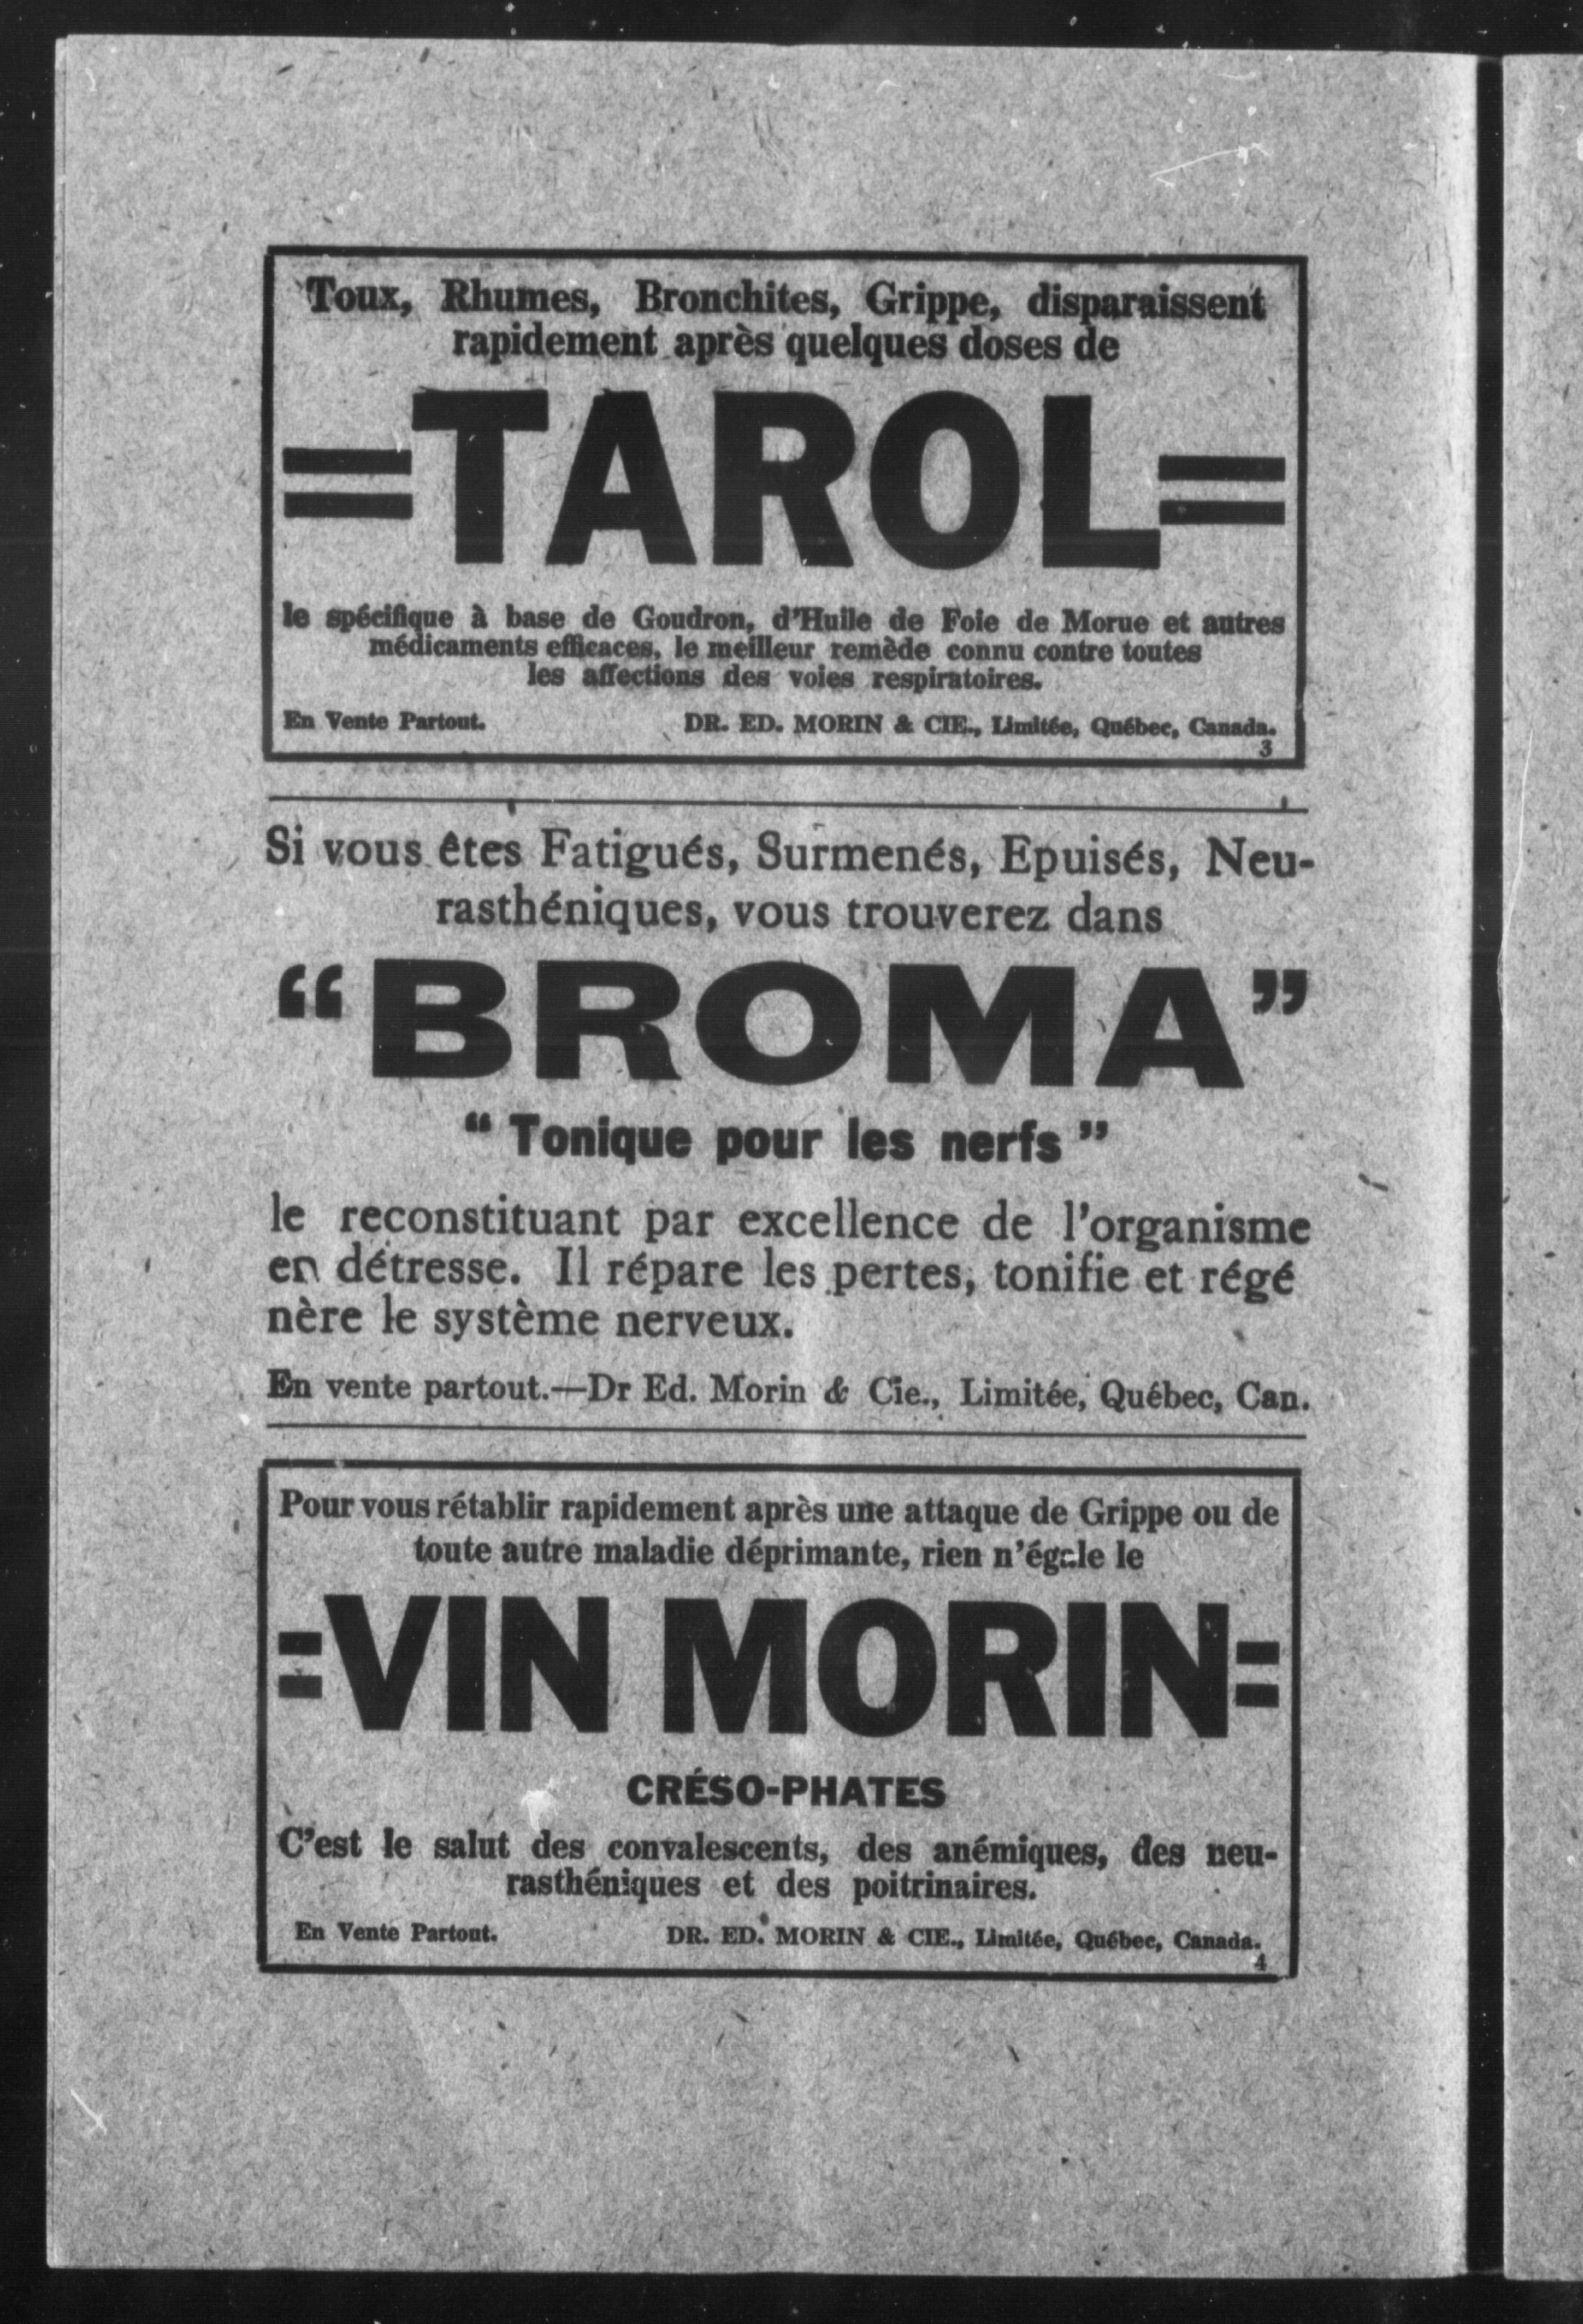 Toux, Rhumes, Bronchites, Grippe, disparaissent
rapidement après quelques doses de
=TAROL=
le spécifique à base de Goudron, d'Huile de Foie de Morue et autres
médicaments efficaces, le meilleur remède connu contre toutes
les affections des voies respiratoires.
En Vente Partout. DR. ED. MORIN & CIE., Limitée, Québec, Canada.
3
Si vous êtes Fatigués, Surmenés, Epuisés, Neu-
rasthéniques, vous trouverez dans
“BROMA”
“ Tonique pour les nerfs ”
le reconstituant par excellence de l'organisme
en détresse. Il répare les pertes, tonifie et régé
nère le système nerveux.
En vente partout.—Dr Ed. Morin & Cie., Limitée, Québec, Can.
Pour vous rétablir rapidement après une attaque de Grippe ou de
toute autre maladie déprimante, rien n'égale le
=VIN MORIN=
CRÉSO-PHATES
C'est le salut des convalescents, des anémiques, des neu-
rasthéniques et des poitrinaires.
En Vente Partout. DR. ED. MORIN & CIE., Limitée, Québec, Canada.
4